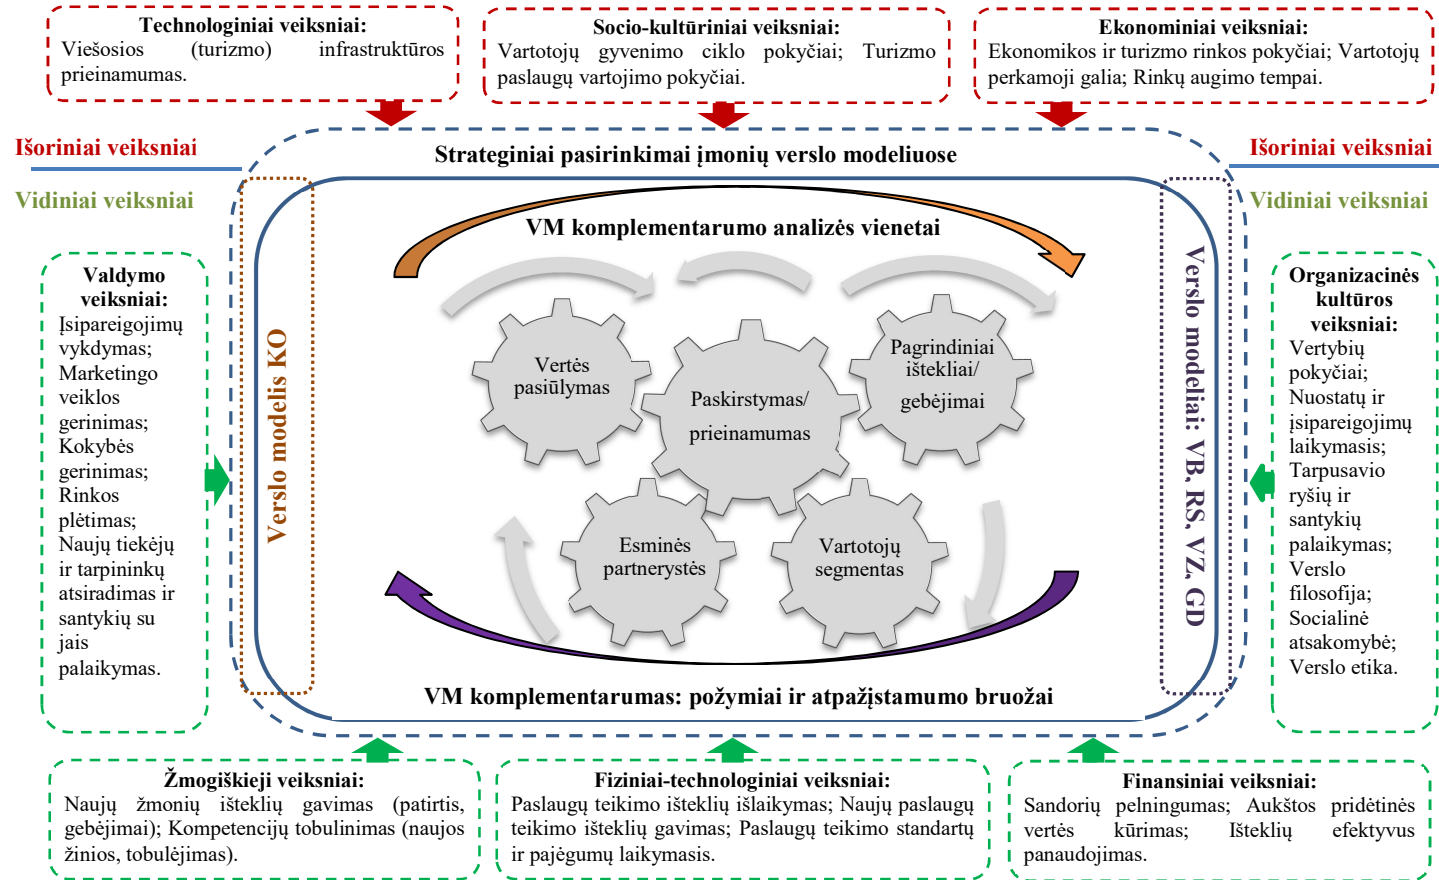 Technologiniai veiksniai:
Viešosios (turizmo) infrastruktūros
prieinamumas.
Socio-kultūriniai veiksniai:
Vartotojų gyvenimo ciklo pokyčiai; Turizmo
paslaugų vartojimo pokyčiai.
Ekonominiai veiksniai:
Ekonomikos ir turizmo rinkos pokyčiai; Vartotojų
perkamoji galia; Rinkų augimo tempai.
Išoriniai veiksniai
Vidiniai veiksniai
Strateginiai pasirinkimai įmonių verslo modeliuose
Išoriniai veiksniai
Vidiniai veiksniai
Valdymo
veiksniai:
Įsipareigojimų
vykdymas;
Marketingo
veiklos
gerinimas;
Kokybės
gerinimas;
Rinkos
plėtimas;
Naujų tiekėjų
ir tarpininkų
atsiradimas ir
santykių su
jais
palaikymas.
Verslo modelis KO
VM komplementarumo analizės vienetai
Vertės
pasiūlymas
Paskirstymas/
prieinamumas
Pagrindiniai
ištekliai/
gebėjimai
Esminės
partnerystės
Vartotojų
segmentas
VM komplementarumas: požymiai ir atpažįstamumo bruožai
Verslo modeliai: VB, RS, VZ, GD
Organizacinės
kultūros
veiksniai:
Vertybių
pokyčiai;
Nuostatų ir
įsipareigojimų
laikymasis;
Tarpusavio
ryšių ir
santykių
palaikymas;
Verslo
filosofija;
Socialinė
atsakomybė;
Verslo etika.
Žmogiškieji veiksniai:
Naujų žmonių išteklių gavimas (patirtis,
gebėjimai); Kompetencijų tobulinimas (naujos
žinios, tobulėjimas).
Fiziniai-technologiniai veiksniai:
Paslaugų teikimo išteklių išlaikymas; Naujų paslaugų
teikimo išteklių gavimas; Paslaugų teikimo standartų
ir pajėgumų laikymasis.
Finansiniai veiksniai:
Sandorių pelningumas; Aukštos pridėtinės
vertės kūrimas; Išteklių efektyvus
panaudojimas.